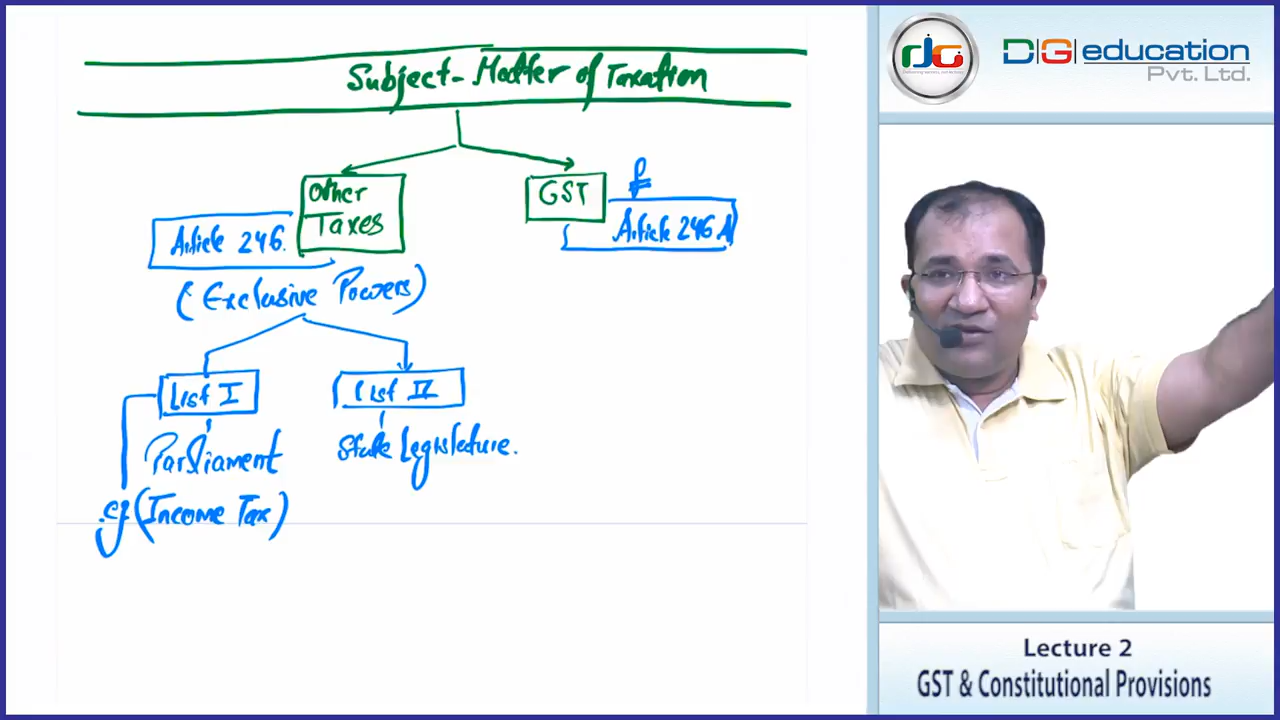 Subject-Matter of Taxation
Other
Taxes
GST
Article 246.
Article 246 A
(Exclusive Powers)
List I
List II
Parliament
State Legislature.
eg (Income Tax)
DG education
Pvt. Ltd.
Lecture 2
GST & Constitutional Provisions